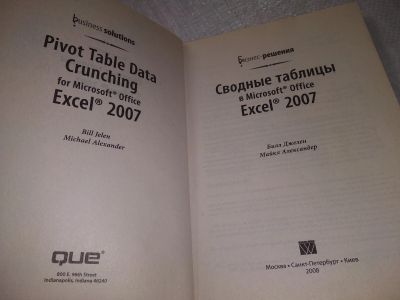 business solutions
Pivot Table Data
Crunching
for Microsoft® Office
Excel® 2007
Bill Jelen
Michael Alexander
QUE®
800 E. 96th Street
Indianapolis, Indiana 46240
Бизнес-решения
Сводные таблицы
в Microsoft® Office
Excel® 2007
Билл Джелен
Майкл Александер
Москва • Санкт-Петербург • Киев
2008